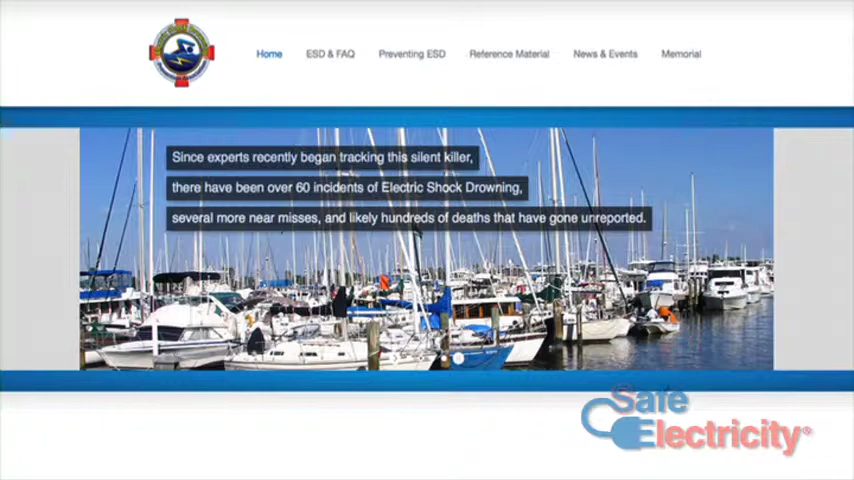 Home ESD & FAQ Preventing ESD Reference Material News & Events Memorial
Since experts recently began tracking this silent killer,
there have been over 60 incidents of Electric Shock Drowning,
several more near misses, and likely hundreds of deaths that have gone unreported.
Safe
Electricity®